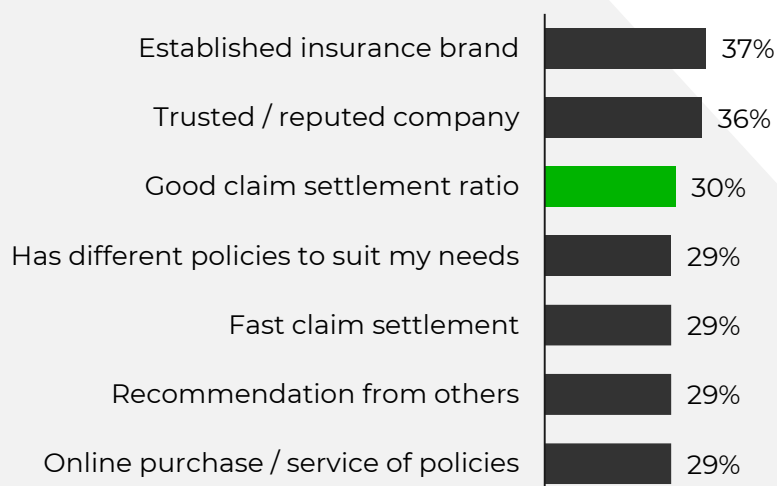 Established insurance brand 37%
Trusted / reputed company 36%
Good claim settlement ratio 30%
Has different policies to suit my needs 29%
Fast claim settlement 29%
Recommendation from others 29%
Online purchase / service of policies 29%